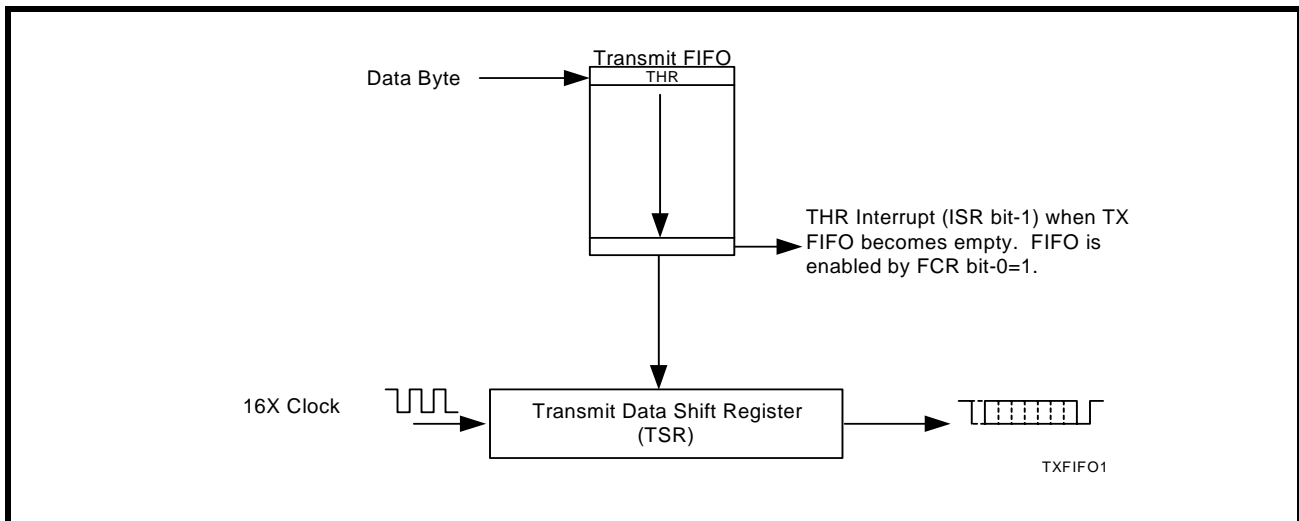 Transmit FIFO
Data Byte
THR
THR Interrupt (ISR bit-1) when TX
FIFO becomes empty.  FIFO is
enabled by FCR bit-0=1.
16X Clock
Transmit Data Shift Register
(TSR)
TXFIFO1